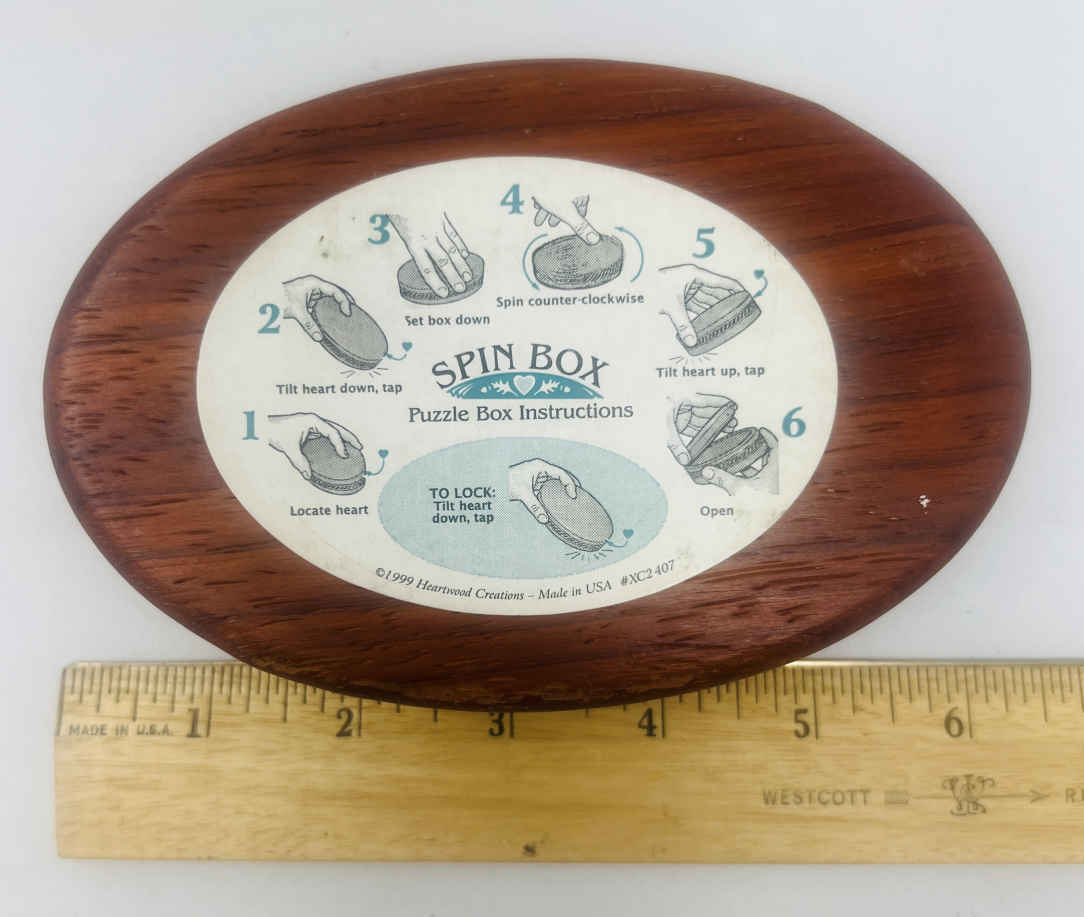 1
Locate heart
2
Tilt heart down, tap
3
Set box down
4
Spin counter-clockwise
5
Tilt heart up, tap
6
Open
SPIN BOX
Puzzle Box Instructions
TO LOCK:
Tilt heart
down, tap
©1999 Heartwood Creations – Made in USA #XC2407
1 2 3 4 5 6
MADE IN U.S.A.
WESTCOTT